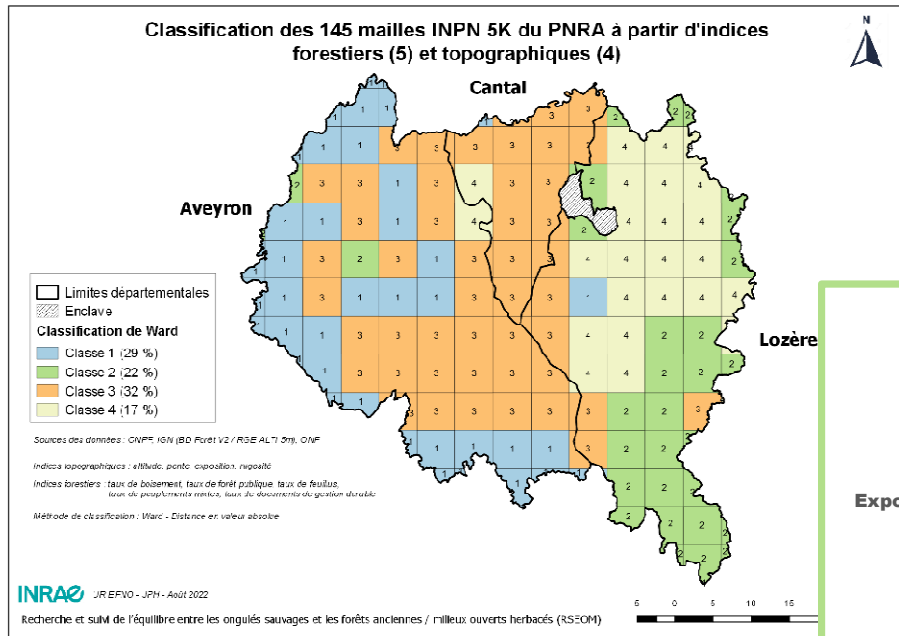 Classification des 145 mailles INPN 5K du PNRA à partir d'indices
forestiers (5) et topographiques (4)
N
Cantal
Aveyron
Lozère
Limites départementales
Enclave
Classification de Ward
Classe 1 (29 %)
Classe 2 (22 %)
Classe 3 (32 %)
Classe 4 (17 %)
Sources des données : CNPF, IGN (BD Forêt V2 / RGE ALTI 5m), ONF
Indices topographiques : altitude, pente, exposition, rugosité
Indices forestiers : taux de boisement, taux de forêt publique, taux de feuillus,
taux de peuplements mixtes, taux de documents de gestion durable
Méthode de classification : Ward - Distance en valeur absolue
Expo
INRAE UR EFNO - JPH - Août 2022
5 0 5 10 15
Recherche et suivi de l'équilibre entre les ongulés sauvages et les forêts anciennes / milieux ouverts herbacés (RSEOM)